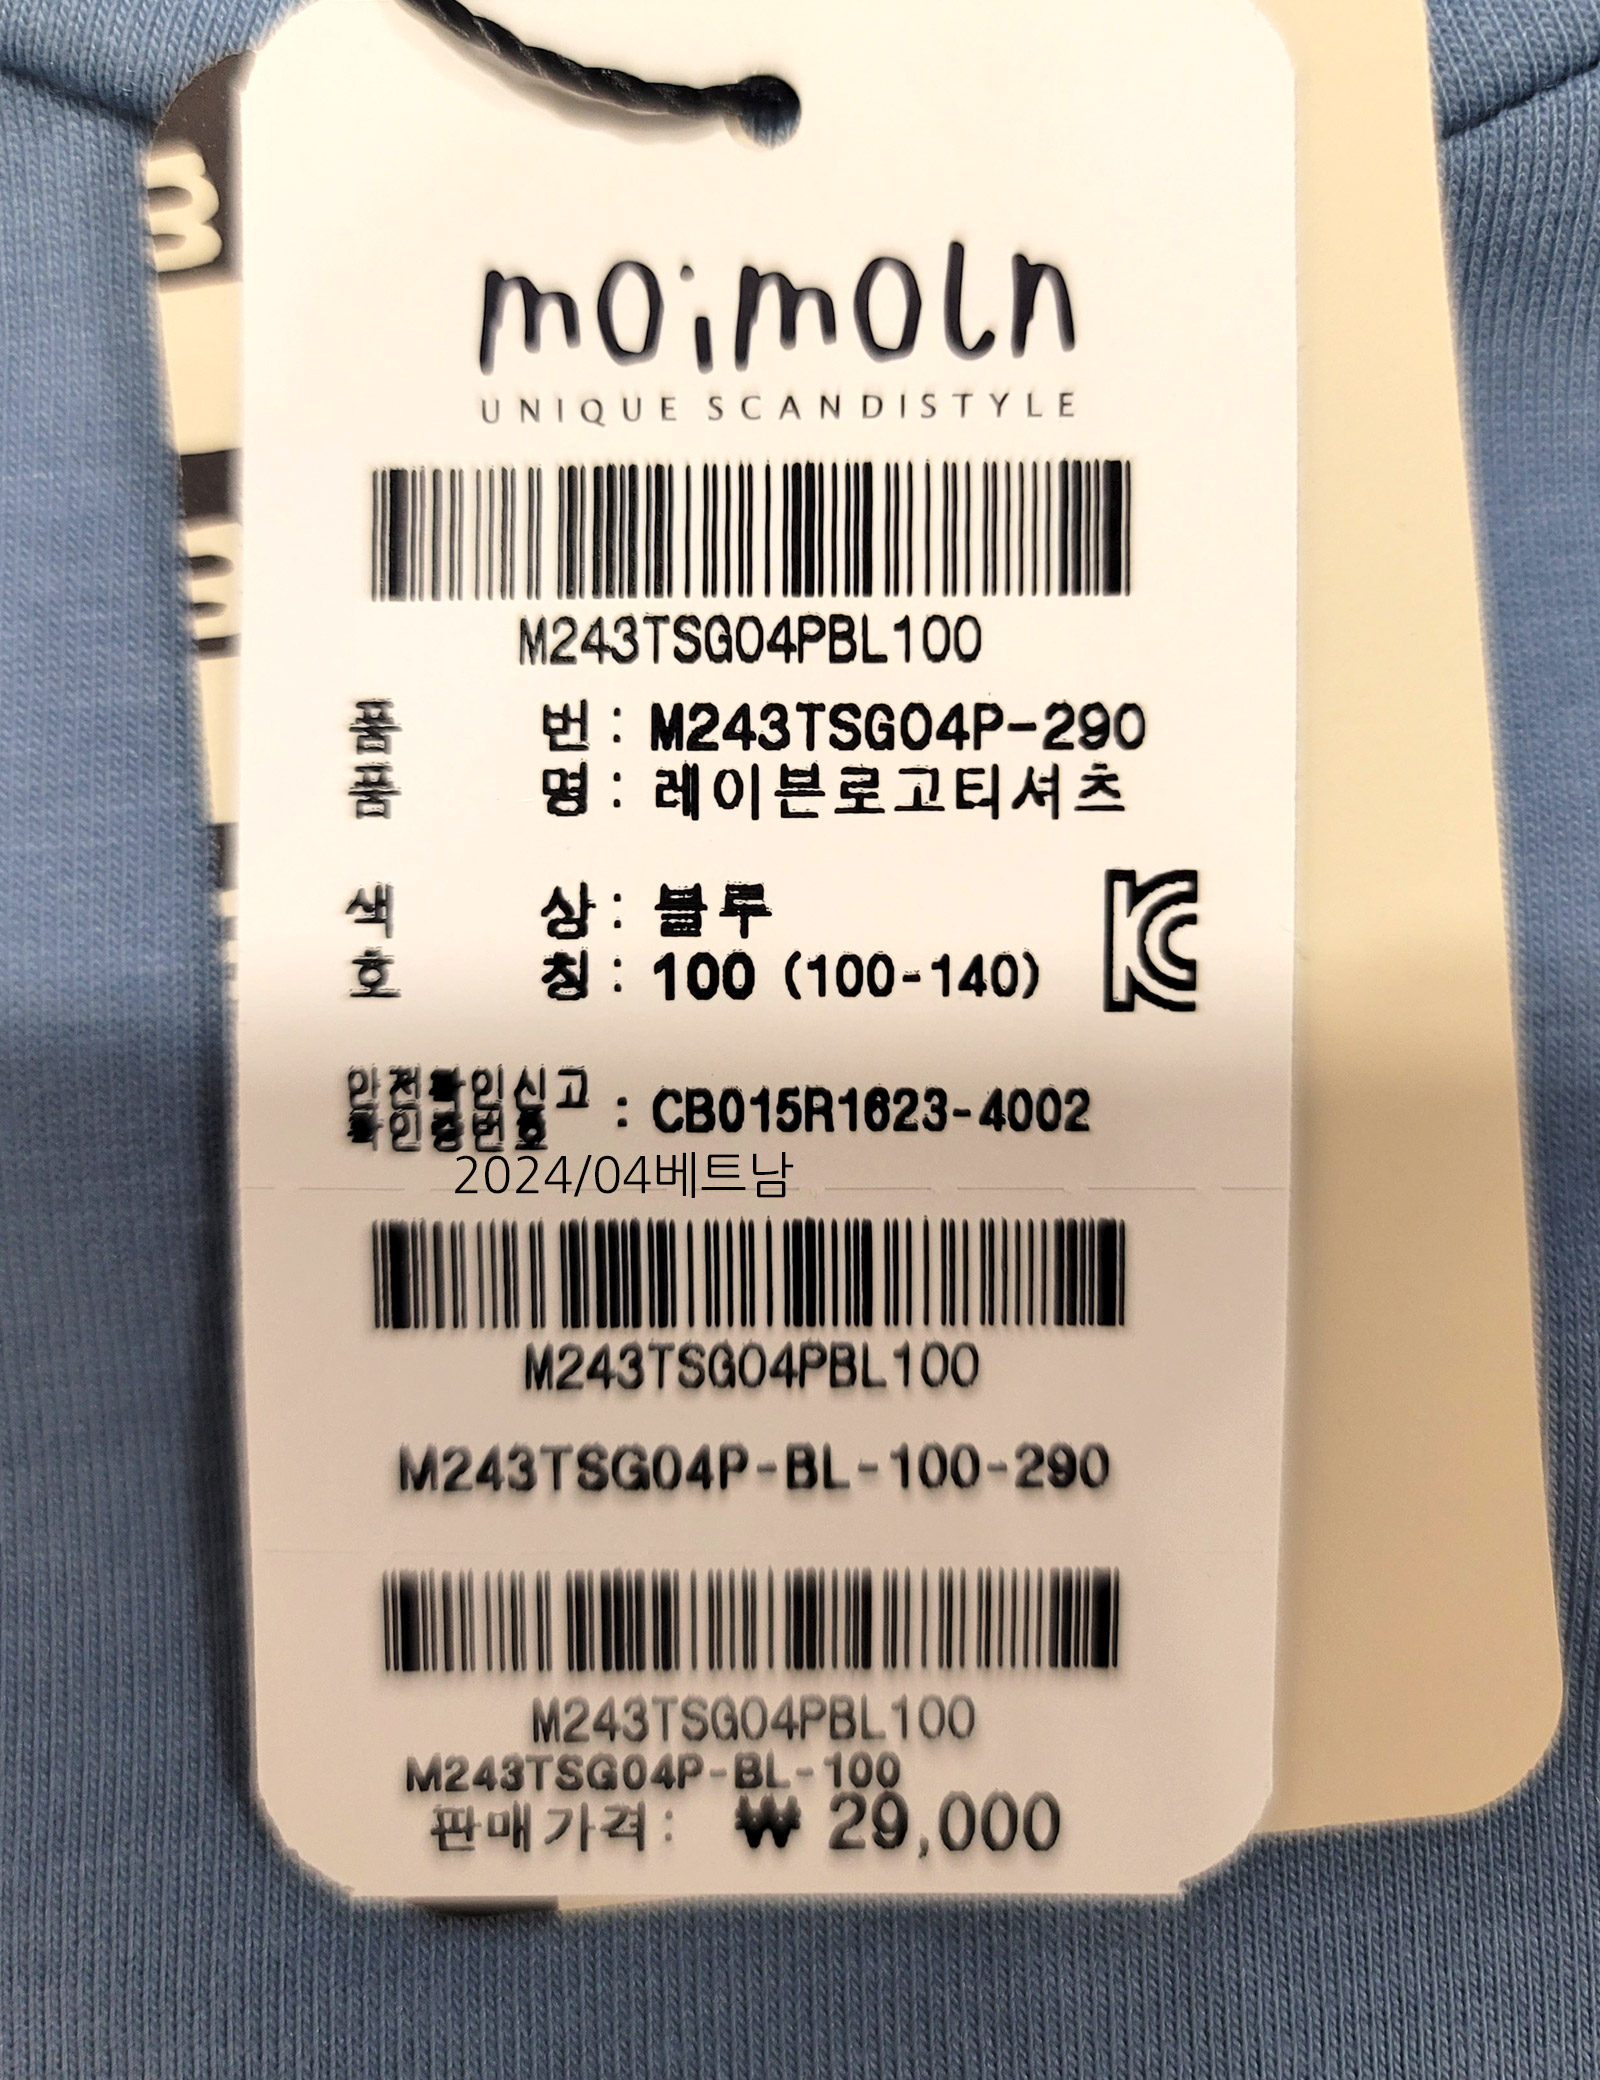 moimoln
UNIQUE SCANDISTYLE
M243TSG04PBL100
품 번 : M243TSG04P-290
품 명 : 레이븐로고티셔츠
색 상 : 블루
호 칭 : 100 (100-140)
안전확인신고
확인증번호 : CB015R1623-4002
2024/04베트남
M243TSG04PBL100
M243TSG04P-BL-100-290
M243TSG04PBL100
M243TSG04P-BL-100
판매가격: ₩ 29,000